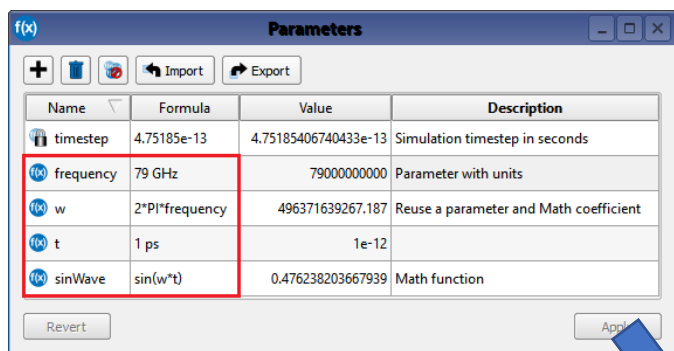 f(x) Parameters
Import Export
Name Formula Value Description
timestep 4.75185e-13 4.75185406740433e-13 Simulation timestep in seconds
f(x) frequency 79 GHz 79000000000 Parameter with units
f(x) w 2*PI*frequency 496371639267.187 Reuse a parameter and Math coefficient
f(x) t 1 ps 1e-12
f(x) sinWave sin(w*t) 0.476238203667939 Math function
Revert